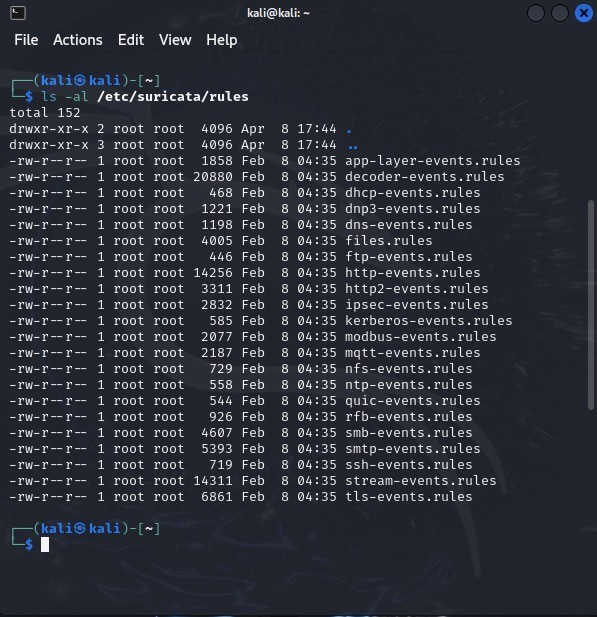 kali@kali: ~
File Actions Edit View Help
┌──(kali㉿kali)-[~]
└─$ ls -al /etc/suricata/rules
total 152
drwxr-xr-x 2 root root  4096 Apr  8 17:44 .
drwxr-xr-x 3 root root  4096 Apr  8 17:44 ..
-rw-r--r-- 1 root root  1858 Feb  8 04:35 app-layer-events.rules
-rw-r--r-- 1 root root 20880 Feb  8 04:35 decoder-events.rules
-rw-r--r-- 1 root root   468 Feb  8 04:35 dhcp-events.rules
-rw-r--r-- 1 root root  1221 Feb  8 04:35 dnp3-events.rules
-rw-r--r-- 1 root root  1198 Feb  8 04:35 dns-events.rules
-rw-r--r-- 1 root root  4005 Feb  8 04:35 files.rules
-rw-r--r-- 1 root root   446 Feb  8 04:35 ftp-events.rules
-rw-r--r-- 1 root root 14256 Feb  8 04:35 http-events.rules
-rw-r--r-- 1 root root  3311 Feb  8 04:35 http2-events.rules
-rw-r--r-- 1 root root  2832 Feb  8 04:35 ipsec-events.rules
-rw-r--r-- 1 root root   585 Feb  8 04:35 kerberos-events.rules
-rw-r--r-- 1 root root  2077 Feb  8 04:35 modbus-events.rules
-rw-r--r-- 1 root root  2187 Feb  8 04:35 mqtt-events.rules
-rw-r--r-- 1 root root   729 Feb  8 04:35 nfs-events.rules
-rw-r--r-- 1 root root   558 Feb  8 04:35 ntp-events.rules
-rw-r--r-- 1 root root   544 Feb  8 04:35 quic-events.rules
-rw-r--r-- 1 root root   926 Feb  8 04:35 rfb-events.rules
-rw-r--r-- 1 root root  4607 Feb  8 04:35 smb-events.rules
-rw-r--r-- 1 root root  5393 Feb  8 04:35 smtp-events.rules
-rw-r--r-- 1 root root   719 Feb  8 04:35 ssh-events.rules
-rw-r--r-- 1 root root 14311 Feb  8 04:35 stream-events.rules
-rw-r--r-- 1 root root  6861 Feb  8 04:35 tls-events.rules
┌──(kali㉿kali)-[~]
└─$